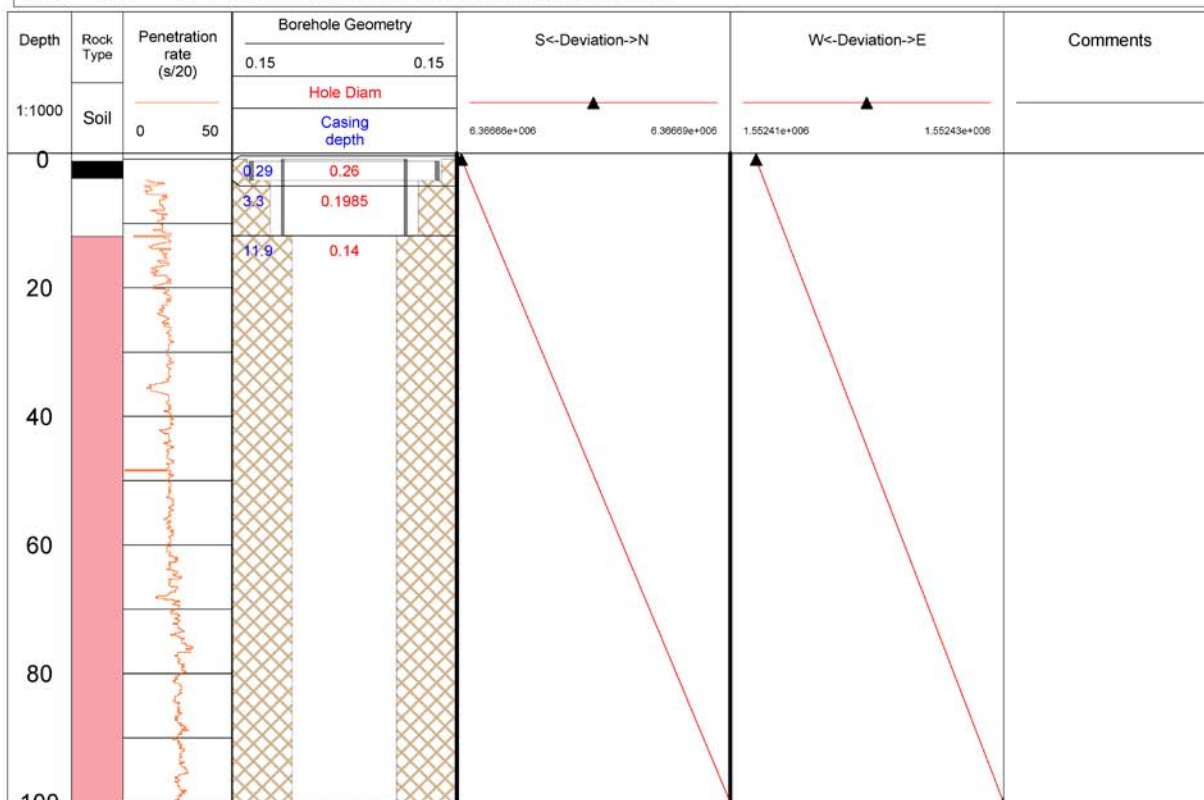 Depth
1:1000
Rock
Type
Soil
Penetration
rate
(s/20)
0 50
Borehole Geometry
0.15 0.15
Hole Diam
Casing
depth
S<-Deviation->N
6.36666e+006 6.36669e+006
W<-Deviation->E
1.55241e+006 1.55243e+006
Comments
0
0.29 0.26
3.3 0.1985
11.9 0.14
20
40
60
80
100